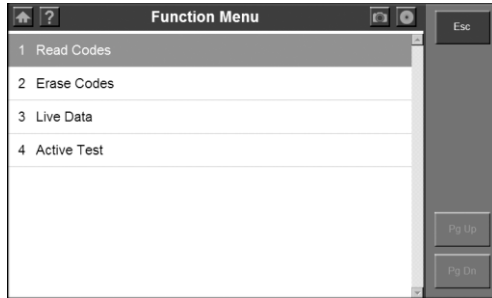 ? Function Menu
Esc
1 Read Codes
2 Erase Codes
3 Live Data
4 Active Test
Pg Up
Pg Dn